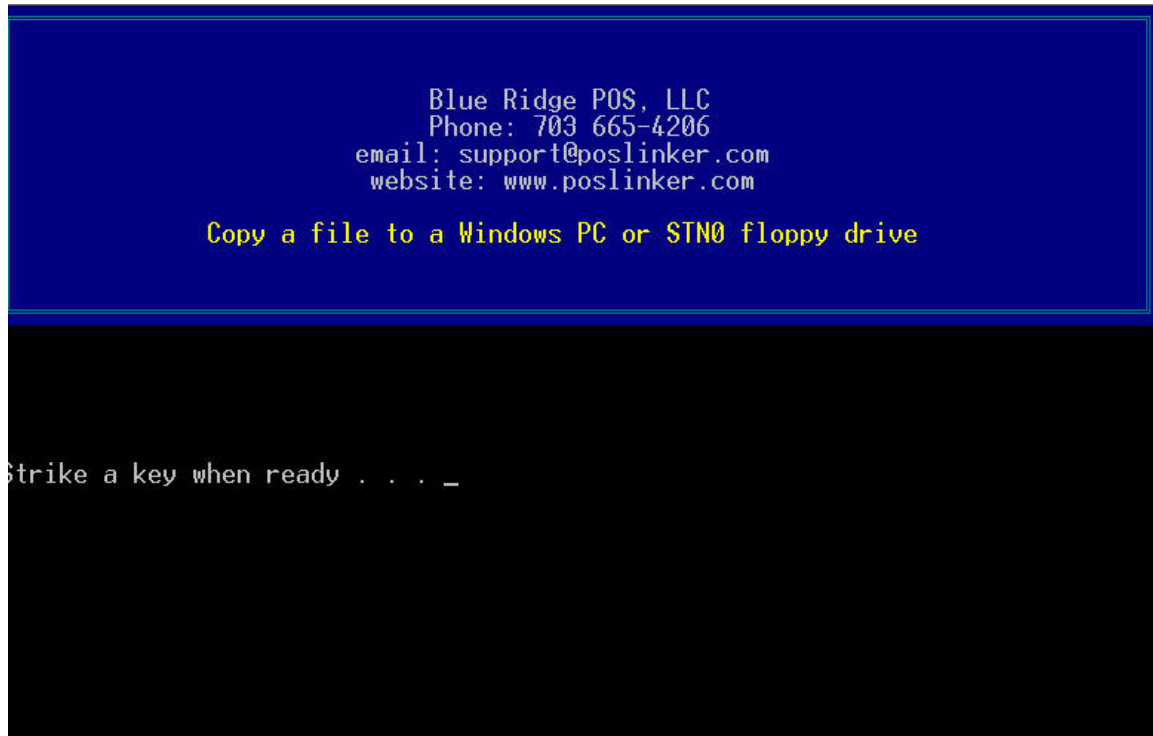 Blue Ridge POS, LLC
Phone: 703 665-4206
email: support@poslinker.com
website: www.poslinker.com
Copy a file to a Windows PC or STN0 floppy drive
Strike a key when ready . . . _